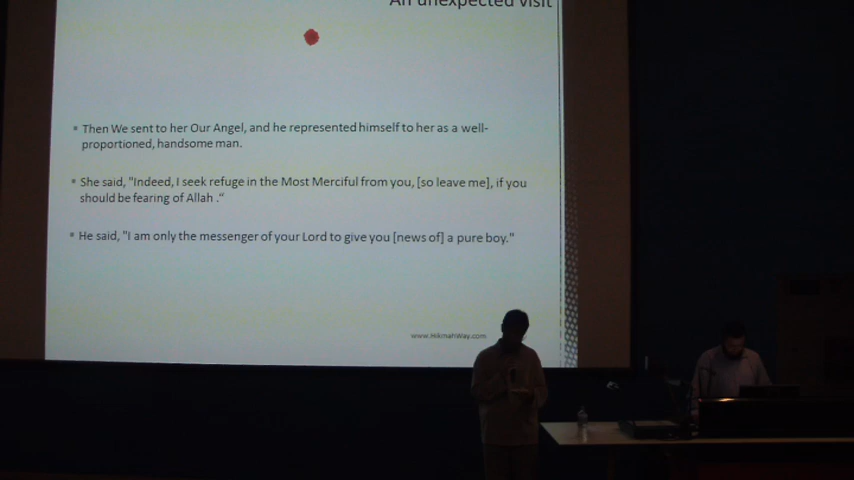 An unexpected visit
* Then We sent to her Our Angel, and he represented himself to her as a well-
proportioned, handsome man.
* She said, "Indeed, I seek refuge in the Most Merciful from you, [so leave me], if you
should be fearing of Allah ."
* He said, "I am only the messenger of your Lord to give you [news of] a pure boy."
www.HikmahWay.com